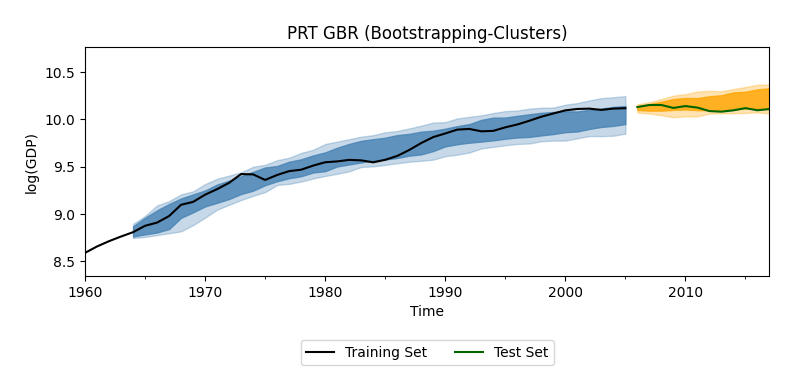 PRT GBR (Bootstrapping-Clusters)
log(GDP)
10.5
10.0
9.5
9.0
8.5
1960 1970 1980 1990 2000 2010
Time
Training Set Test Set